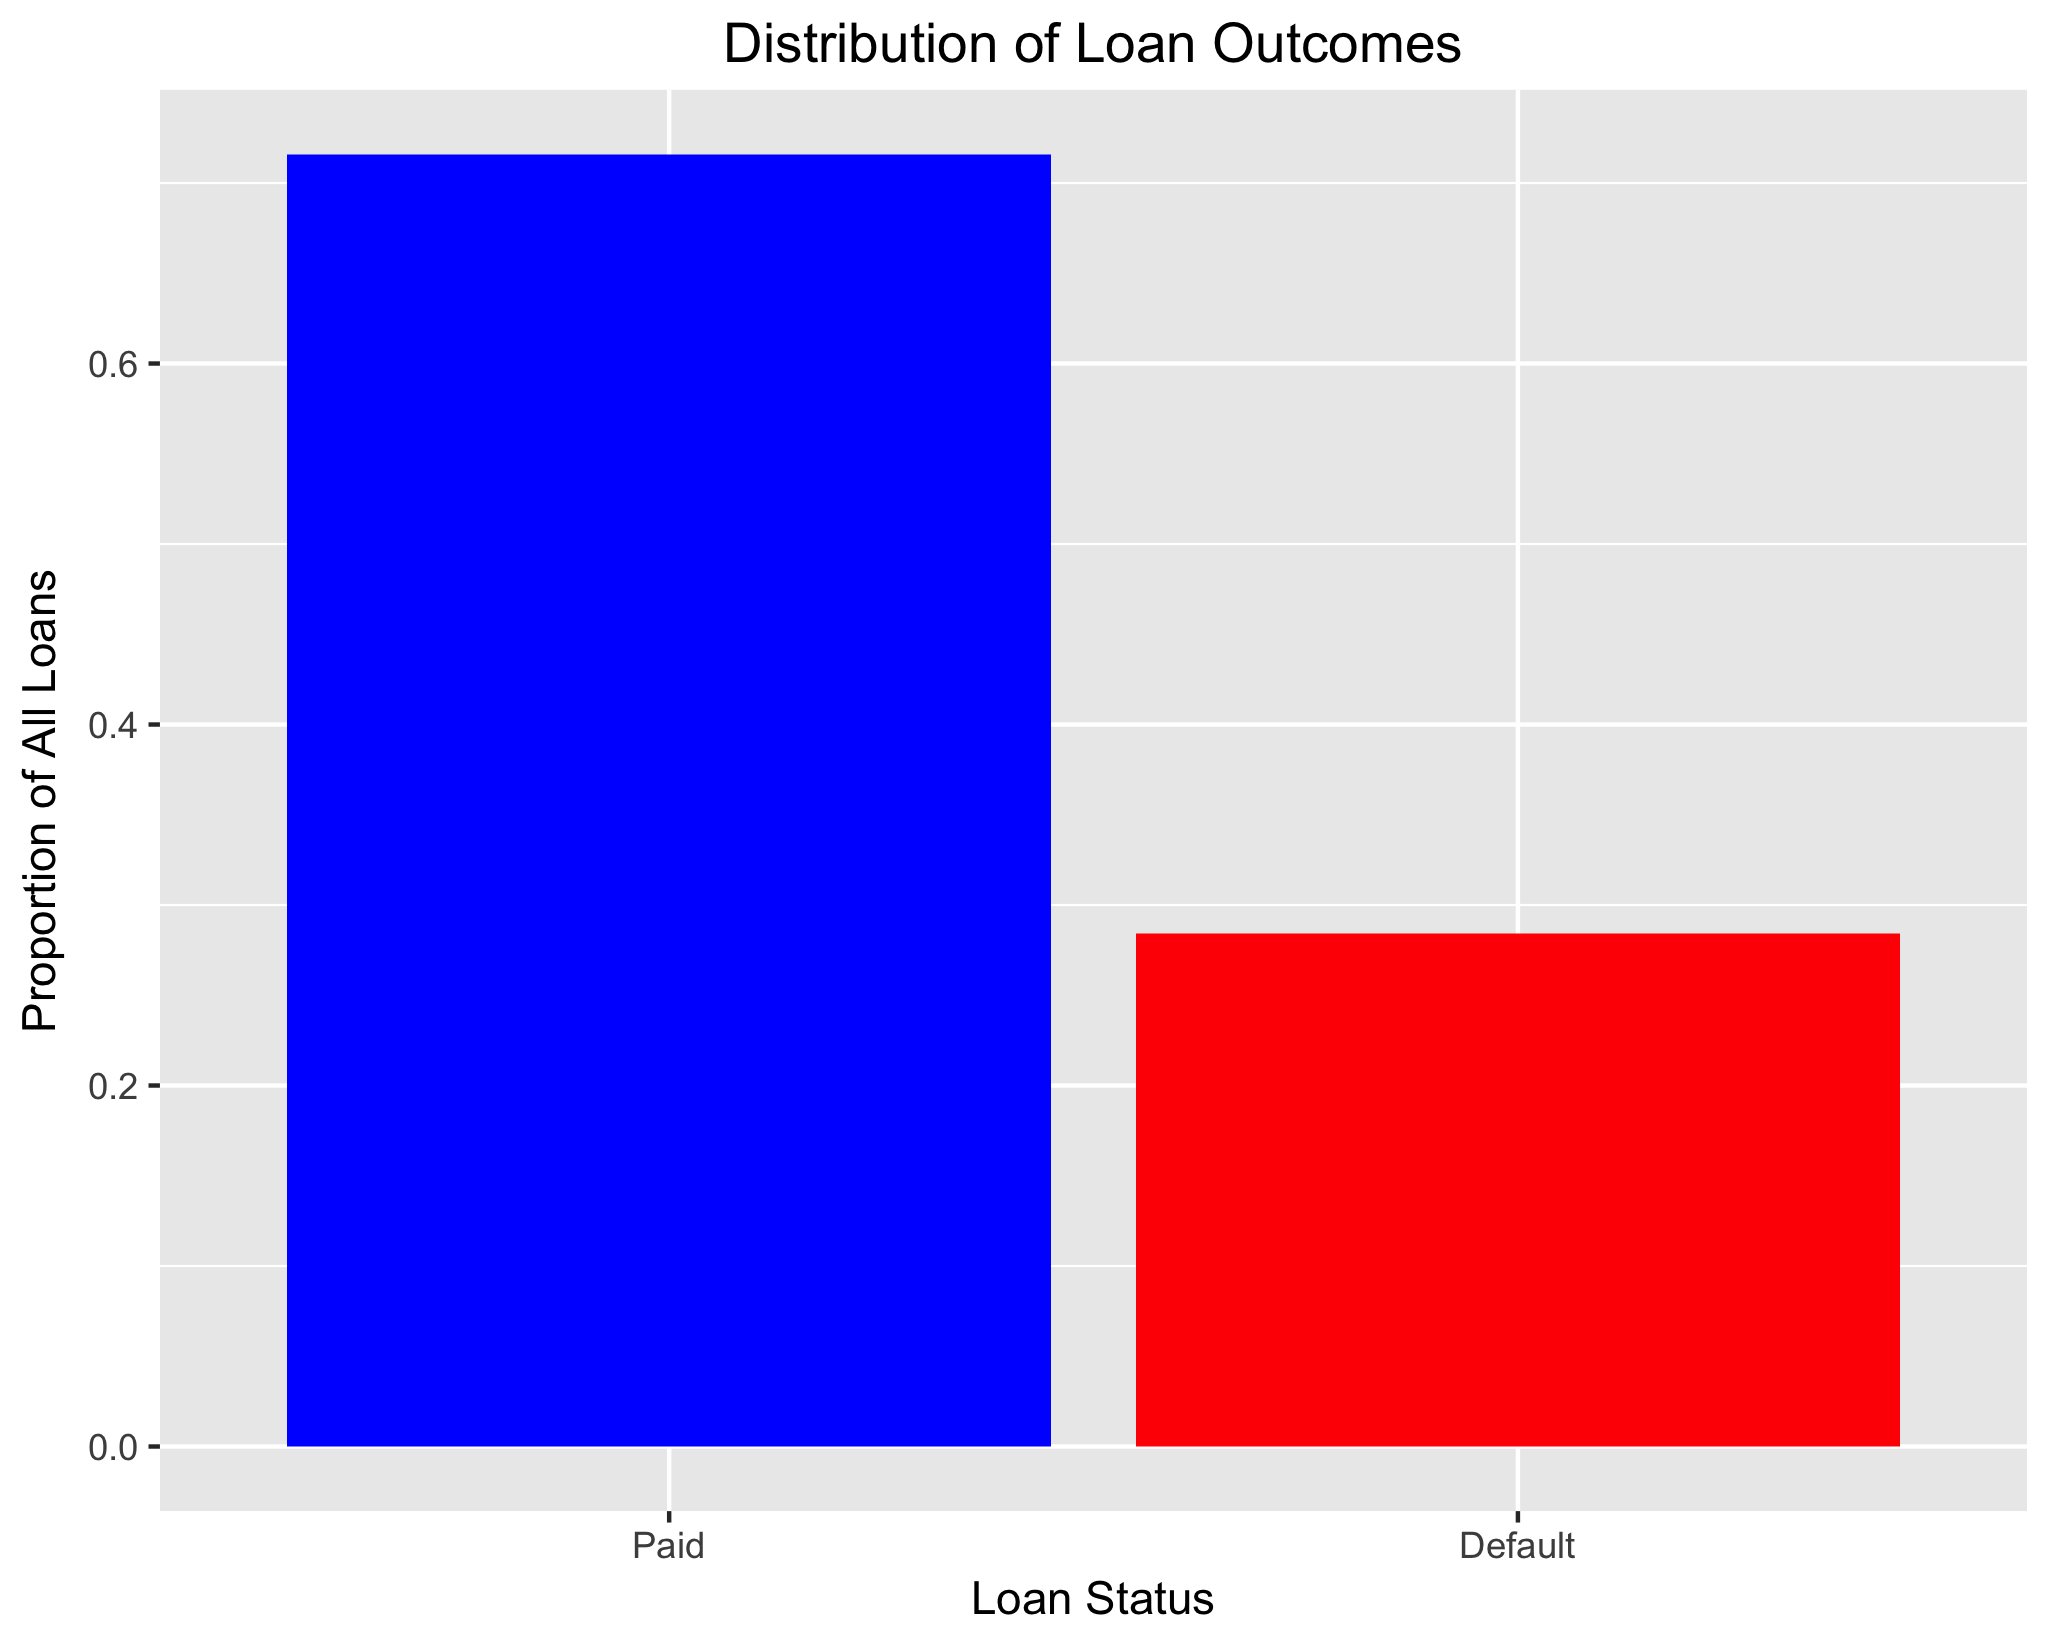 Distribution of Loan Outcomes
Proportion of All Loans
0.6
0.4
0.2
0.0
Paid
Default
Loan Status